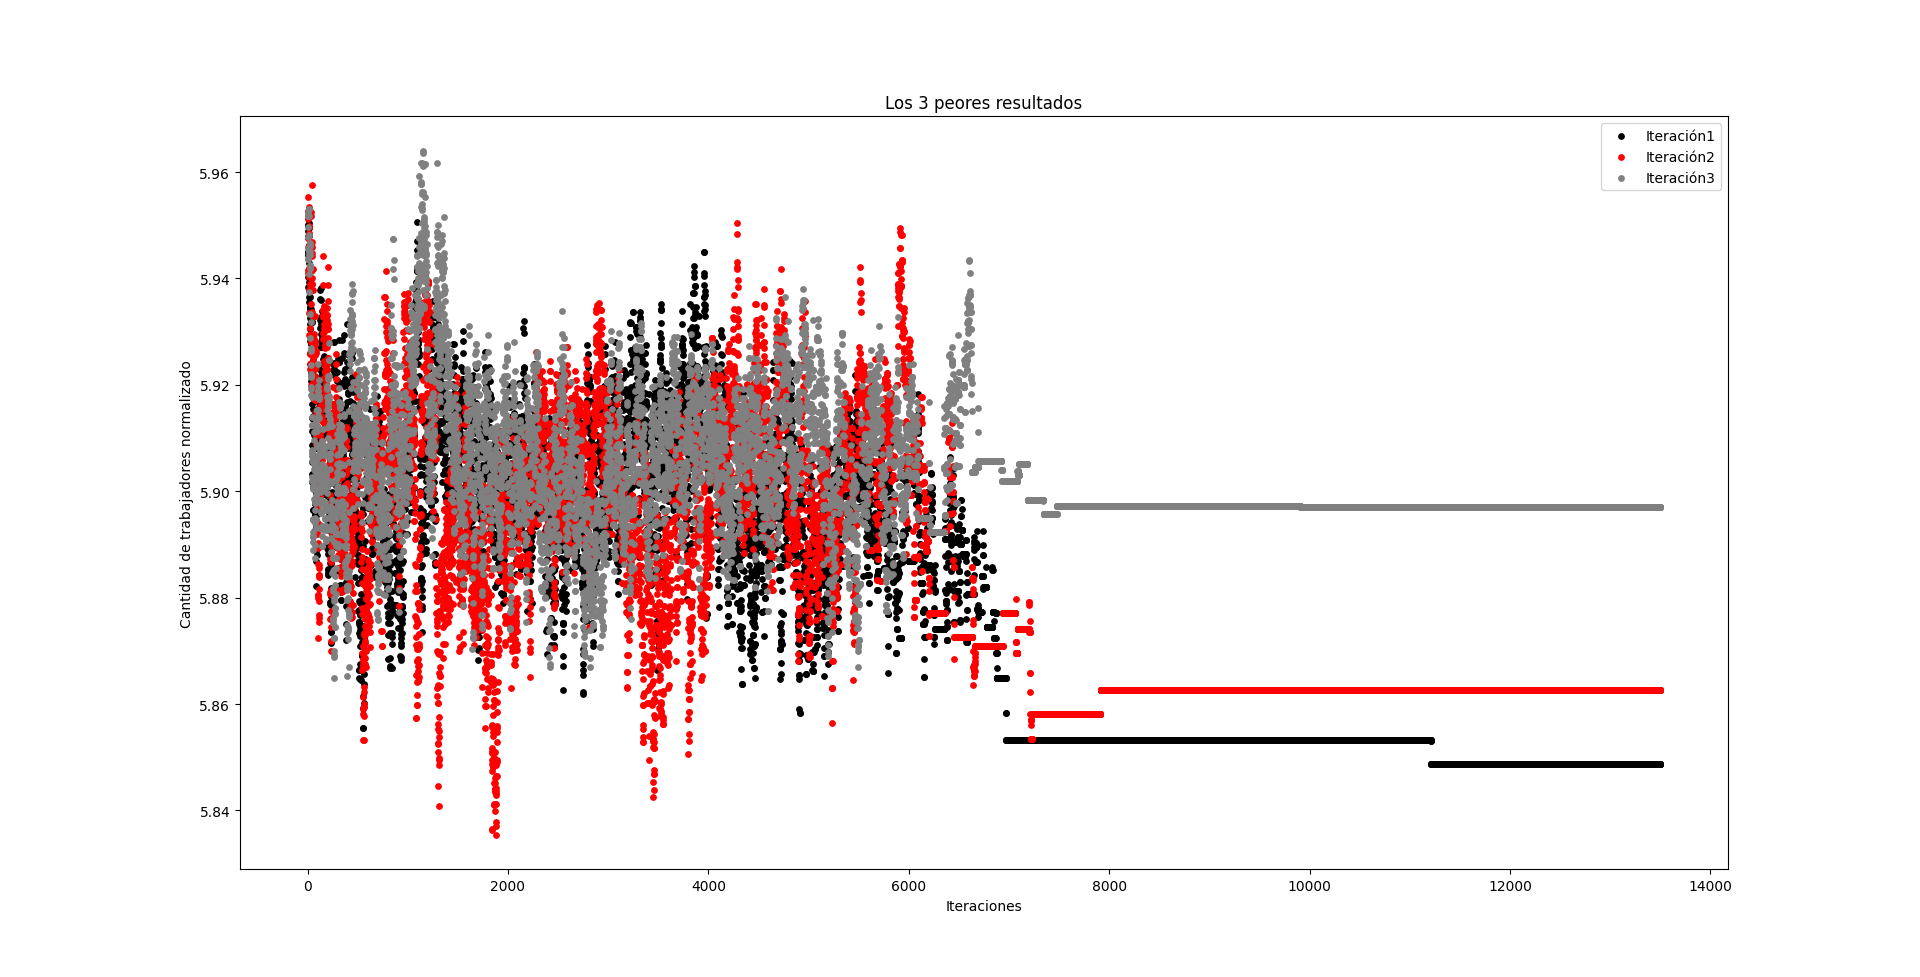 Los 3 peores resultados
Iteración1
Iteración2
Iteración3
5.96
5.94
5.92
5.90
5.88
5.86
5.84
Cantidad de trabajadores normalizado
0 2000 4000 6000 8000 10000 12000 14000
Iteraciones